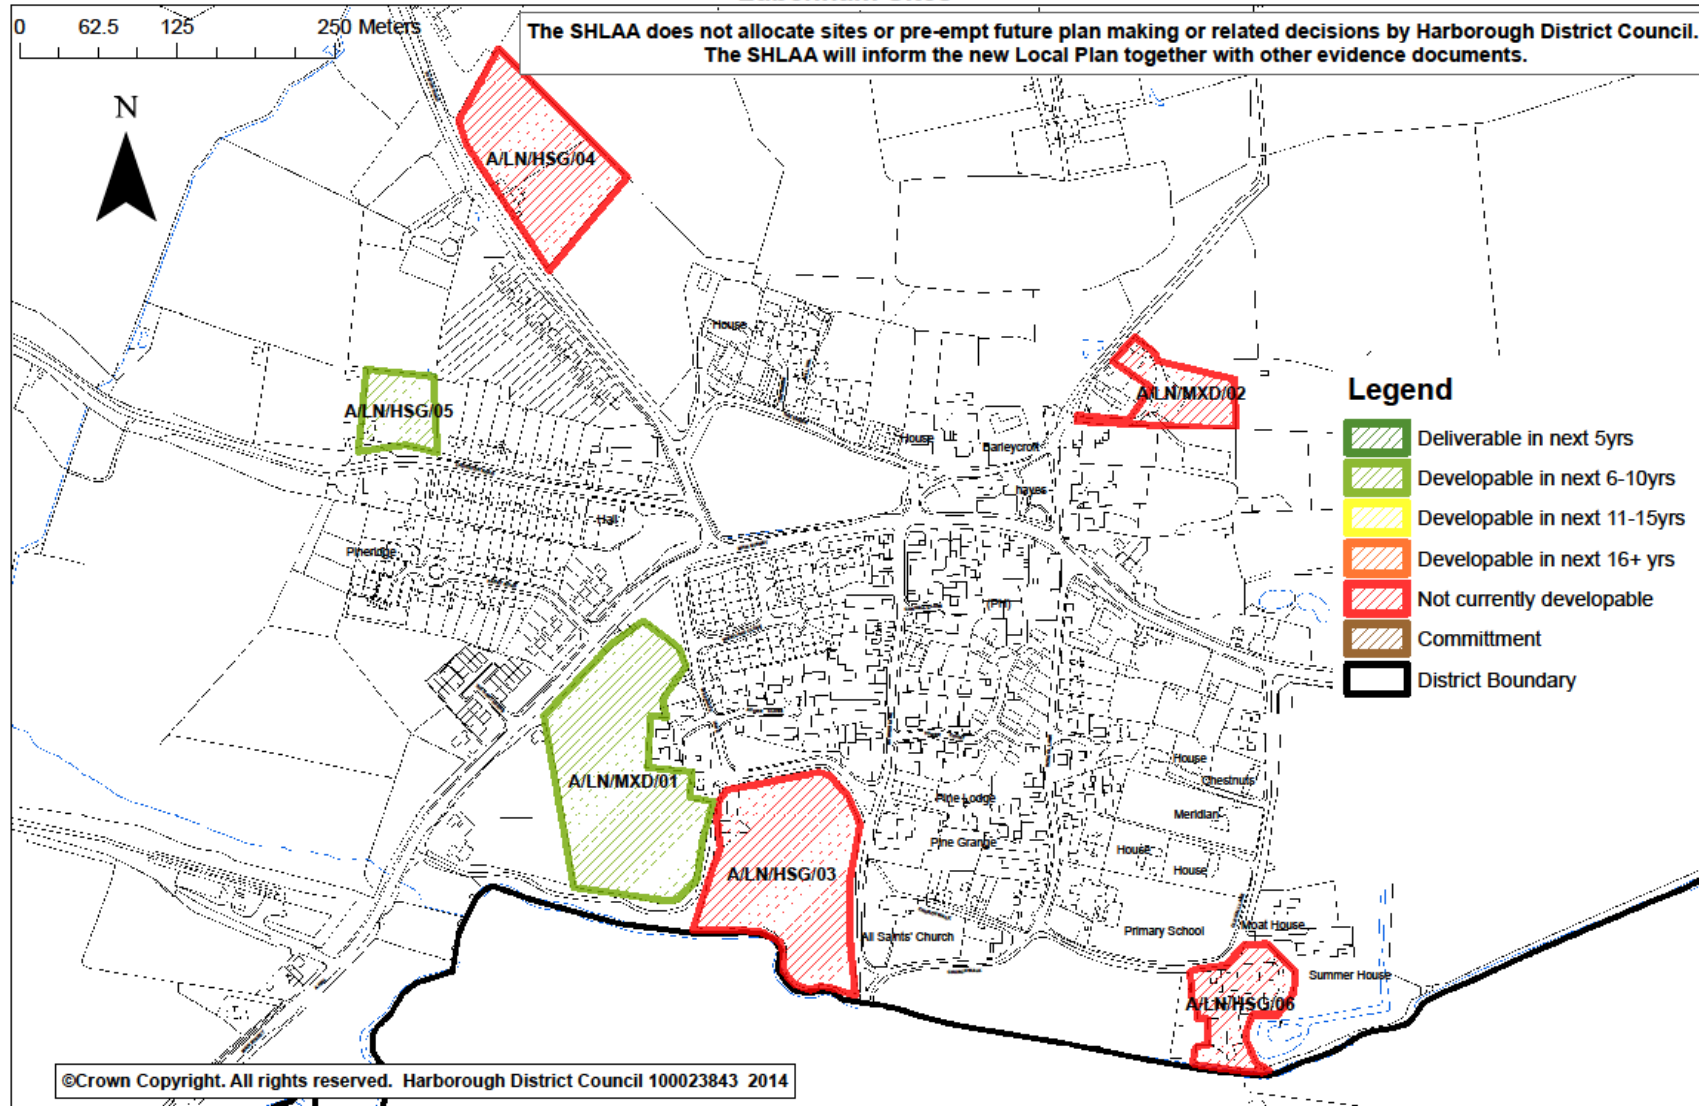 0 62.5 125 250 Meters
The SHLAA does not allocate sites or pre-empt future plan making or related decisions by Harborough District Council.
The SHLAA will inform the new Local Plan together with other evidence documents.
N
A/LN/HSG/04
House
A/LN/MXD/02
A/LN/HSG/05
House
Barleycroft
hayes
Hall
Pineridge
(PH)
Legend
Deliverable in next 5yrs
Developable in next 6-10yrs
Developable in next 11-15yrs
Developable in next 16+ yrs
Not currently developable
Committment
District Boundary
A/LN/MXD/01
House
Chestnuts
Pine Lodge
Meridian
Pine Grange
House
House
A/LN/HSG/03
All Saints' Church
Primary School
Moat House
Summer House
A/LN/HSG/06
©Crown Copyright. All rights reserved. Harborough District Council 100023843 2014